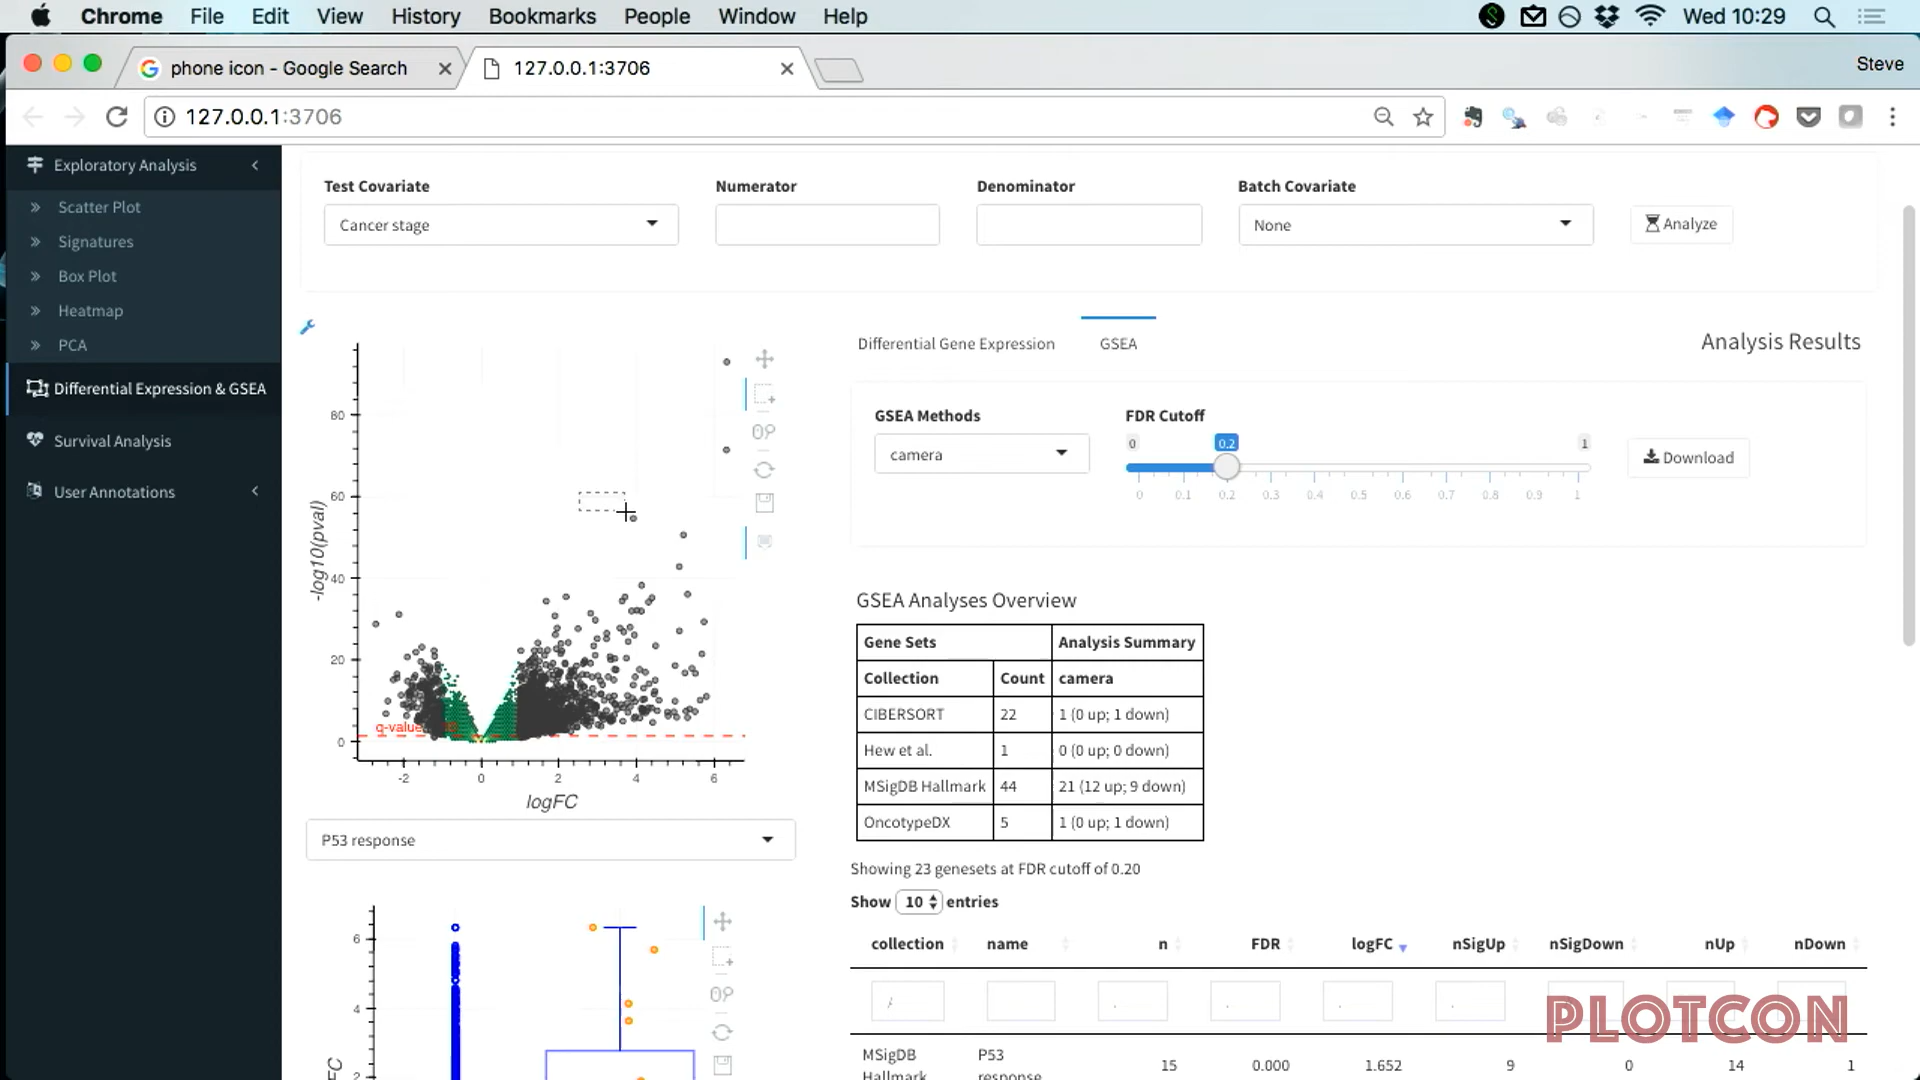 Chrome File Edit View History Bookmarks People Window Help Wed 10:29
phone icon - Google Search 127.0.0.1:3706 Steve
127.0.0.1:3706
Exploratory Analysis
Scatter Plot
Signatures
Box Plot
Heatmap
PCA
Differential Expression & GSEA
Survival Analysis
User Annotations
Test Covariate Numerator Denominator Batch Covariate
Cancer stage None Analyze
Differential Gene Expression GSEA Analysis Results
GSEA Methods FDR Cutoff
0 0.2 1
camera Download
0 0.1 0.2 0.3 0.4 0.5 0.6 0.7 0.8 0.9 1
80
60
40
20
0
-log10(pval)
q-value
-2 0 2 4 6
logFC
P53 response
6
4
2
FC
GSEA Analyses Overview
Gene Sets Analysis Summary
Collection Count camera
CIBERSORT 22 1 (0 up; 1 down)
Hew et al. 1 0 (0 up; 0 down)
MSigDB Hallmark 44 21 (12 up; 9 down)
OncotypeDX 5 1 (0 up; 1 down)
Showing 23 genesets at FDR cutoff of 0.20
Show 10 entries
collection name n FDR logFC nSigUp nSigDown nUp nDown
MSigDB P53 15 0.000 1.652 9 0 14 1
Hallmark response
PLOTCON